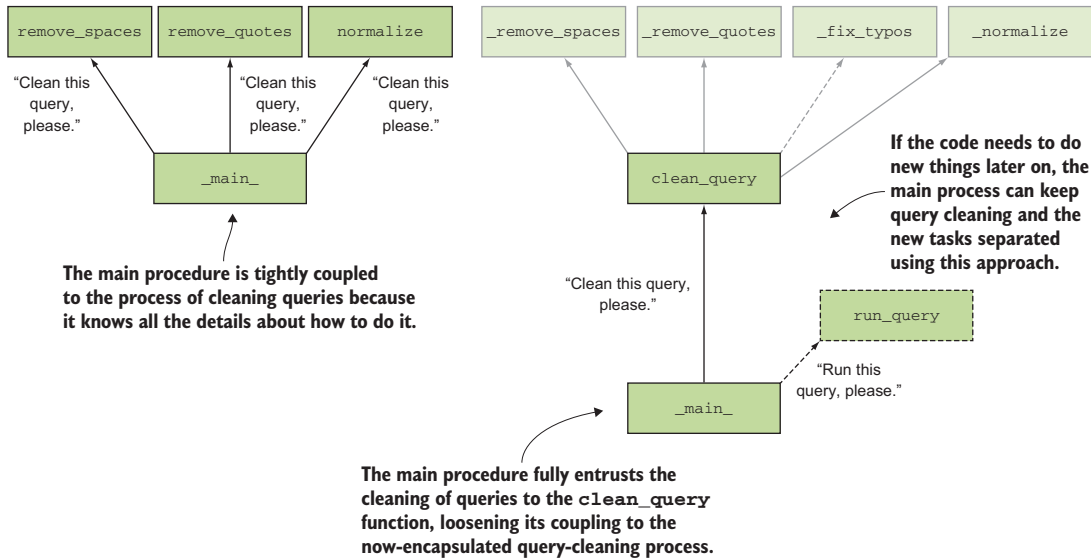 remove_spaces
remove_quotes
normalize
“Clean this
query,
please.”
“Clean this
query,
please.”
“Clean this
query,
please.”
_main_
The main procedure is tightly coupled
to the process of cleaning queries because
it knows all the details about how to do it.
_remove_spaces
_remove_quotes
_fix_typos
_normalize
clean_query
If the code needs to do
new things later on, the
main process can keep
query cleaning and the
new tasks separated
using this approach.
“Clean this query,
please.”
run_query
“Run this
query, please.”
_main_
The main procedure fully entrusts the
cleaning of queries to the clean_query
function, loosening its coupling to the
now-encapsulated query-cleaning process.